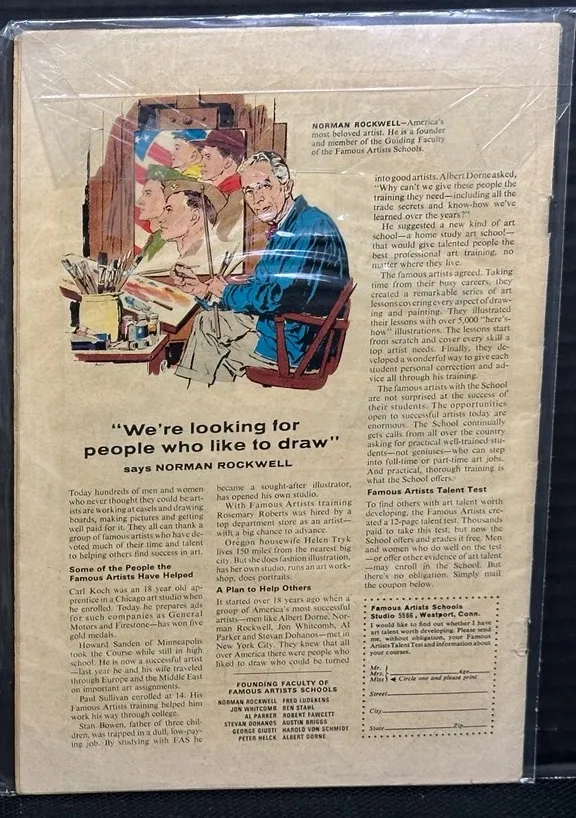 NORMAN ROCKWELL—America's
most beloved artist. He is a founder
and member of the Guiding Faculty
of the Famous Artists Schools.
"We're looking for
people who like to draw"
says NORMAN ROCKWELL
Today hundreds of men and women
who never thought they could be art-
ists are working at easels and drawing
boards, making pictures and getting
well paid for it. They all can thank a
group of famous artists who have de-
voted much of their time and talent
to helping others find success in art.
Some of the People the
Famous Artists Have Helped
Carl Koch was an 18 year old ap-
prentice in a Chicago art studio when
he enrolled. Today he prepares ads
for such companies as General
Motors and Firestone—has won five
gold medals.
Howard Sanden of Minneapolis
took the Course while still in high
school. He is now a successful artist
—last year he and his wife traveled
through Europe and the Middle East
on important art assignments.
Paul Sullivan enrolled at 14. His
Famous Artists training helped him
work his way through college.
Stan Bowen, father of three chil-
dren, was trapped in a dull, low-pay-
ing job. By studying with FAS he
became a sought-after illustrator,
has opened his own studio.
With Famous Artists training
Rosemary Roberts was hired by a
top department store as an artist—
with a big chance to advance.
Oregon housewife Helen Tryk
lives 150 miles from the nearest big
city. But she does fashion illustration,
has her own studio, runs an art work-
shop, does portraits.
A Plan to Help Others
It started over 18 years ago when a
group of America's most successful
artists—men like Albert Dorne, Nor-
man Rockwell, Jon Whitcomb, Al
Parker and Stevan Dohanos—met in
New York City. They knew that all
over America there were people who
liked to draw who could be turned
FOUNDING FACULTY OF
FAMOUS ARTISTS SCHOOLS
NORMAN ROCKWELL FRED LUDEKENS
JON WHITCOMB BEN STAHL
AL PARKER ROBERT FAWCETT
STEVAN DOHANOS AUSTIN BRIGGS
GEORGE GIUSTI HAROLD VON SCHMIDT
PETER HELCK ALBERT DORNE
into good artists. Albert Dorne asked,
"Why can't we give these people the
training they need—including all the
trade secrets and know-how we've
learned over the years?"
He suggested a new kind of art
school—a home study art school—
that would give talented people the
best professional art training, no
matter where they live.
The famous artists agreed. Taking
time from their busy careers, they
created a remarkable series of art
lessons covering every aspect of draw-
ing and painting. They illustrated
their lessons with over 5,000 "here's-
how" illustrations. The lessons start
from scratch and cover every skill a
top artist needs. Finally, they de-
veloped a wonderful way to give each
student personal correction and ad-
vice all through his training.
The famous artists with the School
are not surprised at the success of
their students. The opportunities
open to successful artists today are
enormous. The School continually
gets calls from all over the country
asking for practical well-trained stu-
dents—not geniuses—who can step
into full-time or part-time art jobs.
And practical, thorough training is
what the School offers.
Famous Artists Talent Test
To find others with art talent worth
developing, the Famous Artists cre-
ated a 12-page talent test. Thousands
paid to take this test; but now the
School offers and grades it free. Men
and women who do well on the test
—or offer other evidence of art talent
—may enroll in the School. But
there's no obligation. Simply mail
the coupon below.
Famous Artists Schools
Studio 5566, Westport, Conn.
I would like to find out whether I have
art talent worth developing. Please send
me, without obligation, your Famous
Artists Talent Test and information about
your courses.
Mr.
Mrs. Age
Miss Circle one and please print
Street
City
State Zip